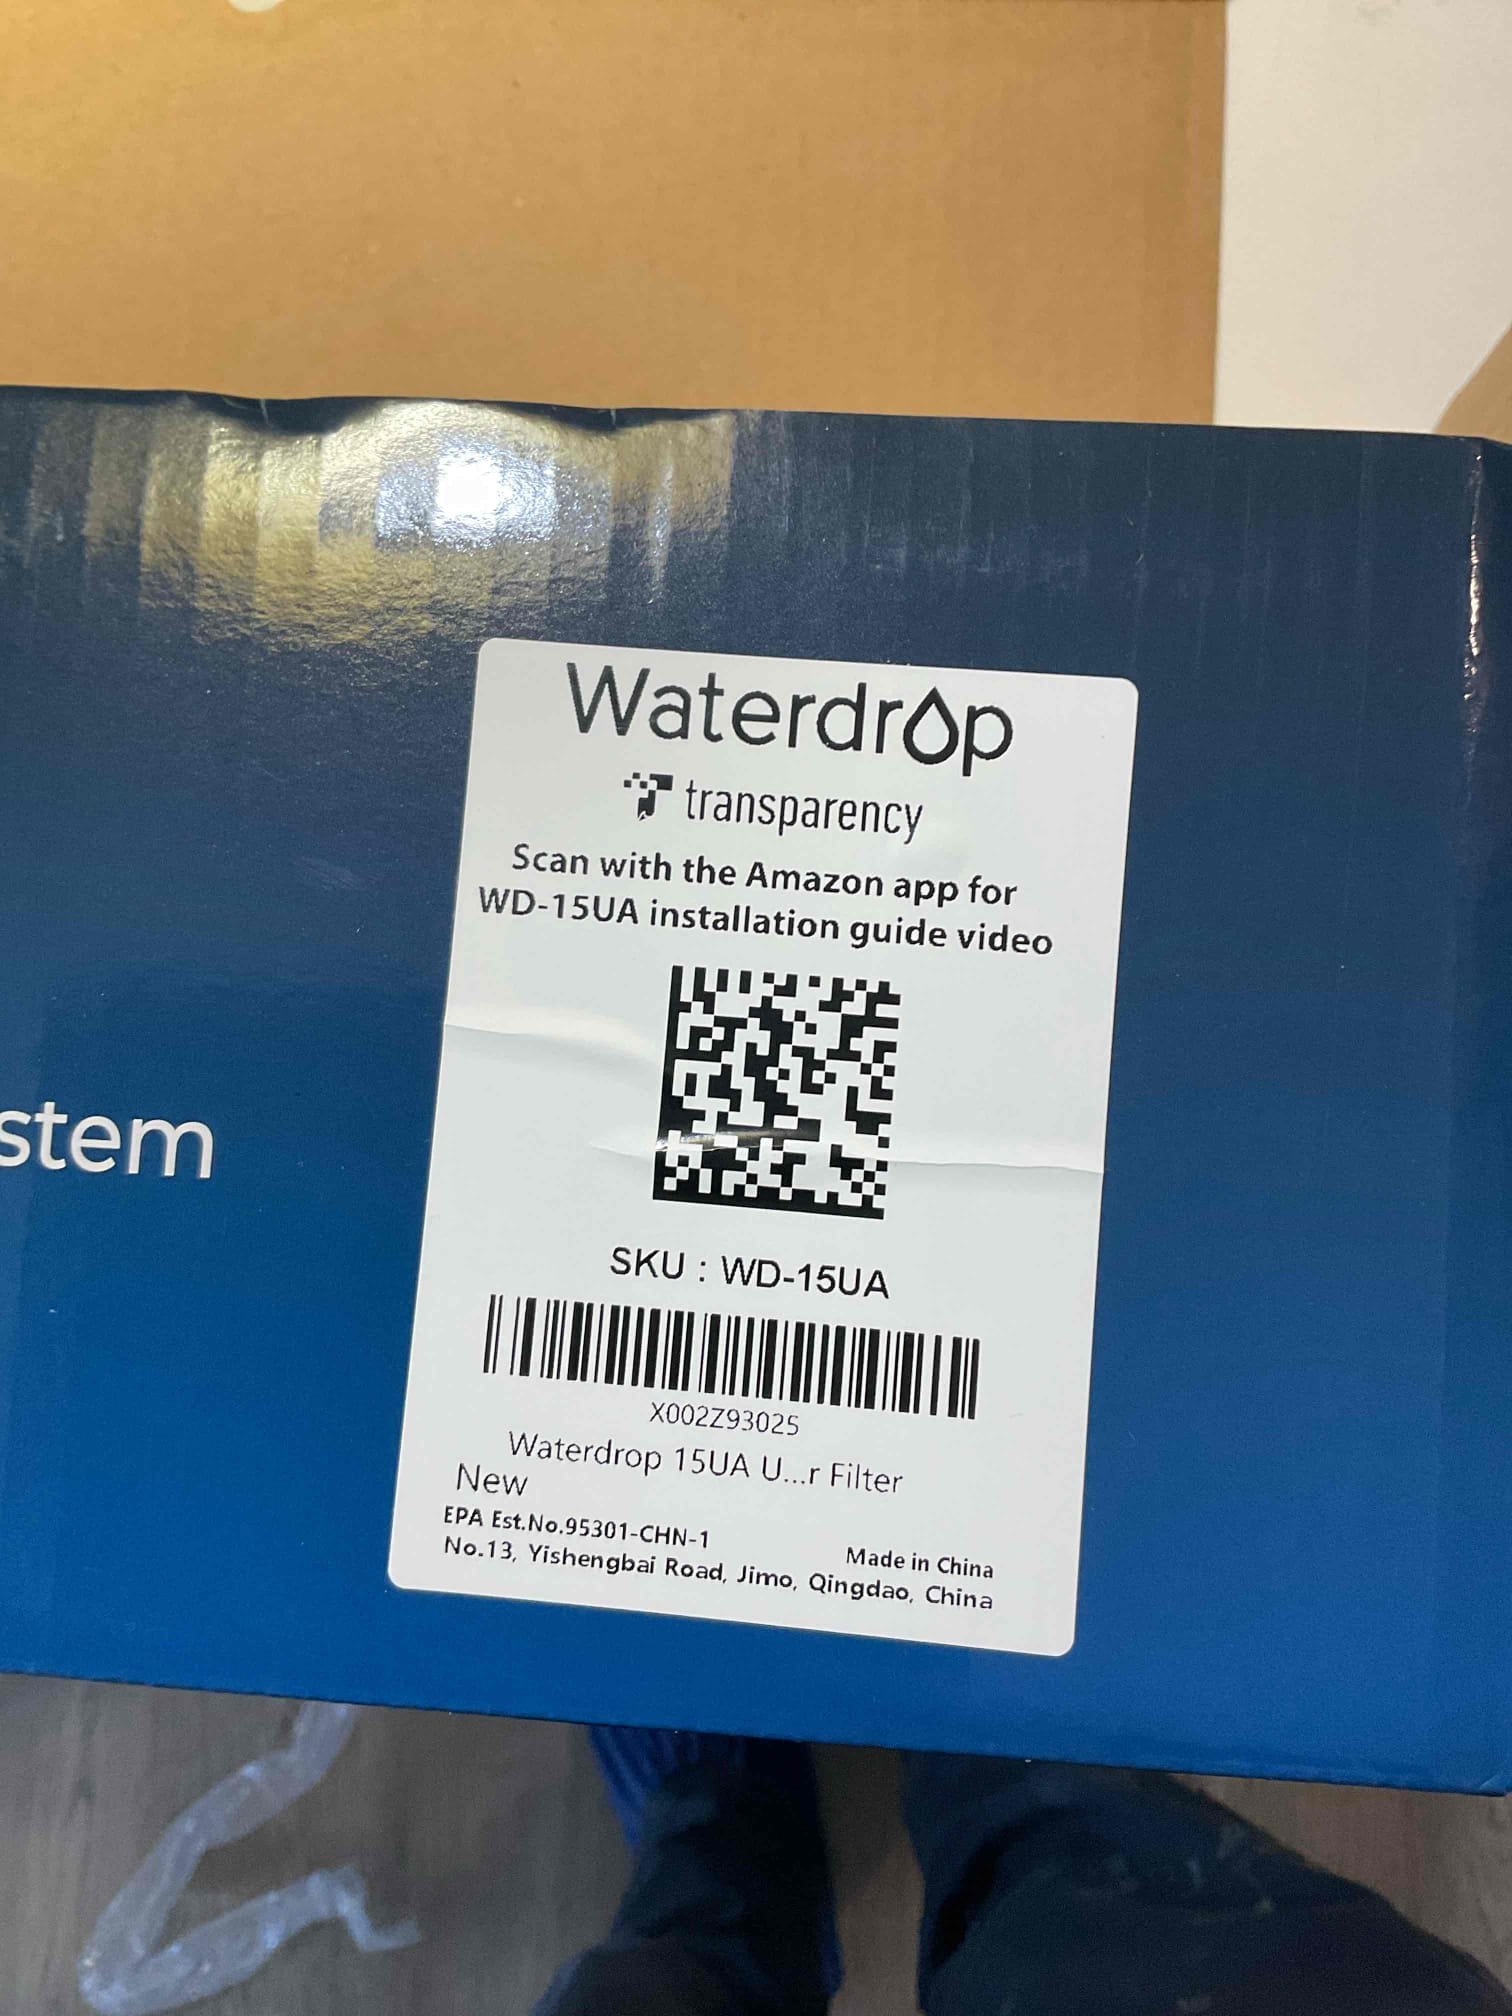 Waterdrop
transparency
Scan with the Amazon app for
WD-15UA installation guide video
stem
SKU : WD-15UA
X002Z93025
Waterdrop 15UA U...r Filter
New
EPA Est.No.95301-CHN-1
Made in China
No.13, Yishengbai Road, Jimo, Qingdao, China